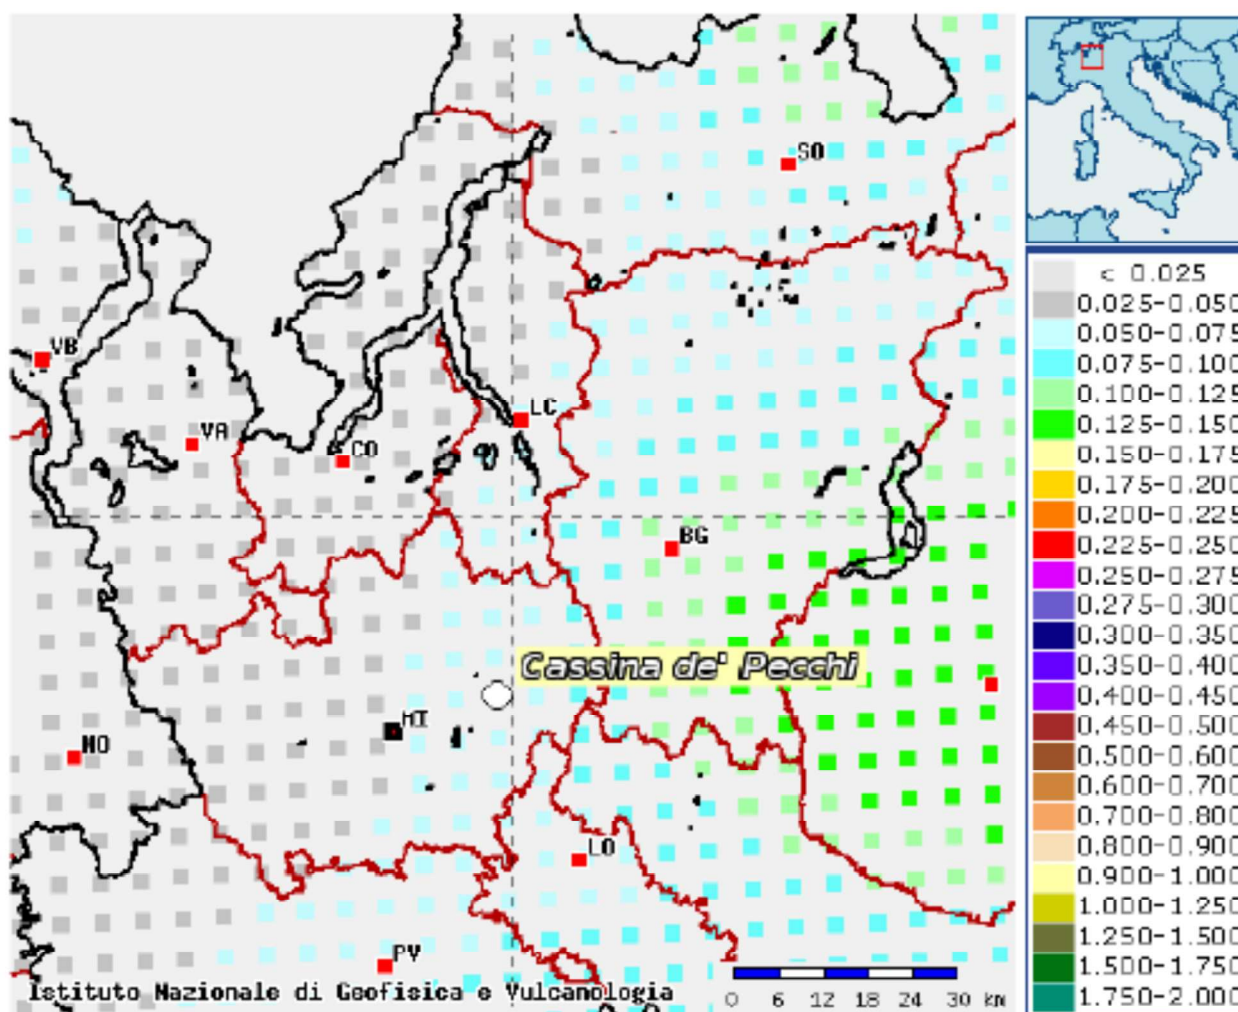 SO
VB
LC
VA
CO
BG
Cassina de' Pecchi
MI
NO
LO
PV
Istituto Nazionale di Geofisica e Vulcanologia
0 6 12 18 24 30 km
< 0.025
0.025-0.050
0.050-0.075
0.075-0.100
0.100-0.125
0.125-0.150
0.150-0.175
0.175-0.200
0.200-0.225
0.225-0.250
0.250-0.275
0.275-0.300
0.300-0.350
0.350-0.400
0.400-0.450
0.450-0.500
0.500-0.600
0.600-0.700
0.700-0.800
0.800-0.900
0.900-1.000
1.000-1.250
1.250-1.500
1.500-1.750
1.750-2.000